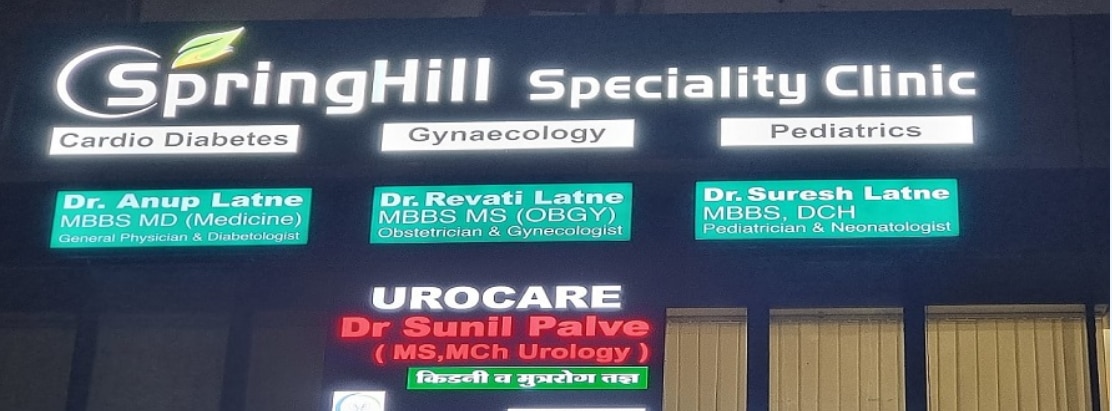 SpringHill Speciality Clinic
Cardio Diabetes
Gynaecology
Pediatrics
Dr. Anup Latne
MBBS MD (Medicine)
General Physician & Diabetologist
Dr. Revati Latne
MBBS MS (OBGY)
Obstetrician & Gynecologist
Dr. Suresh Latne
MBBS, DCH
Pediatrician & Neonatologist
UROCARE
Dr Sunil Palve
( MS,MCh Urology )
किडनी व मुत्ररोग तज्ञ